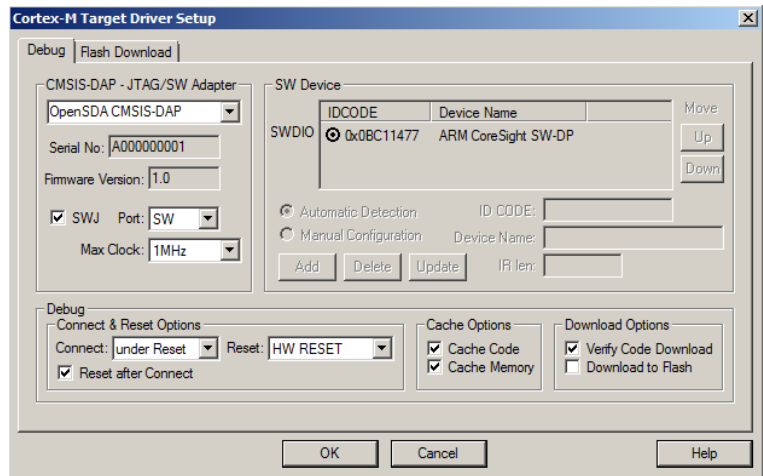 Cortex-M Target Driver Setup
Debug Flash Download
CMSIS-DAP - JTAG/SW Adapter
OpenSDA CMSIS-DAP
Serial No: A000000001
Firmware Version: 1.0
SWJ Port: SW
Max Clock: 1MHz
SW Device
IDCODE Device Name
SWDIO 0x0BC11477 ARM CoreSight SW-DP
Move
Up
Down
Automatic Detection ID CODE:
Manual Configuration Device Name:
Add Delete Update IR len:
Debug
Connect & Reset Options
Connect: under Reset Reset: HW RESET
Reset after Connect
Cache Options
Cache Code
Cache Memory
Download Options
Verify Code Download
Download to Flash
OK Cancel Help